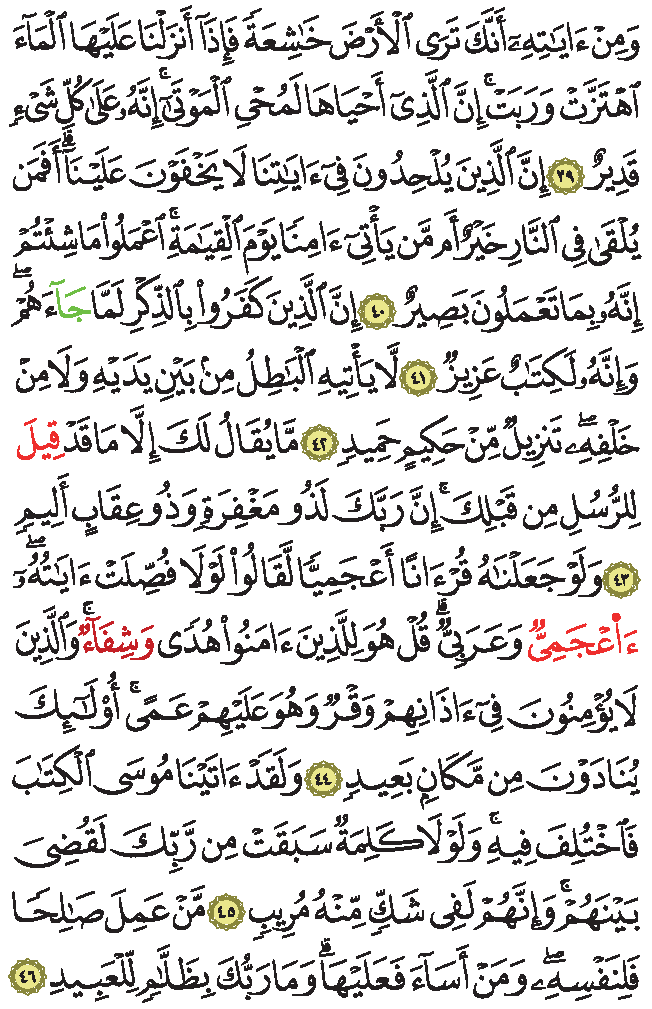 وَمِنْ ءَايَٰتِهِۦٓ أَنَّكَ تَرَى ٱلْأَرْضَ خَٰشِعَةً فَإِذَآ أَنزَلْنَا عَلَيْهَا ٱلْمَآءَ
ٱهْتَزَّتْ وَرَبَتْ ۚ إِنَّ ٱلَّذِىٓ أَحْيَاهَا لَمُحْىِ ٱلْمَوْتَىٰٓ ۚ إِنَّهُۥ عَلَىٰ كُلِّ شَىْءٍ
قَدِيرٌ ٣٩ إِنَّ ٱلَّذِينَ يُلْحِدُونَ فِىٓ ءَايَٰتِنَا لَا يَخْفَوْنَ عَلَيْنَآ ۗ أَفَمَن
يُلْقَىٰ فِى ٱلنَّارِ خَيْرٌ أَم مَّن يَأْتِىٓ ءَامِنًا يَوْمَ ٱلْقِيَٰمَةِ ۚ ٱعْمَلُوا۟ مَا شِئْتُمْ ۖ
إِنَّهُۥ بِمَا تَعْمَلُونَ بَصِيرٌ ٤٠ إِنَّ ٱلَّذِينَ كَفَرُوا۟ بِٱلذِّكْرِ لَمَّا جَآءَهُمْ ۖ
وَإِنَّهُۥ لَكِتَٰبٌ عَزِيزٌ ٤١ لَّا يَأْتِيهِ ٱلْبَٰطِلُ مِنۢ بَيْنِ يَدَيْهِ وَلَا مِنْ
خَلْفِهِۦ ۖ تَنزِيلٌ مِّنْ حَكِيمٍ حَمِيدٍ ٤٢ مَّا يُقَالُ لَكَ إِلَّا مَا قَدْ قِيلَ
لِلرُّسُلِ مِن قَبْلِكَ ۚ إِنَّ رَبَّكَ لَذُو مَغْفِرَةٍ وَذُو عِقَابٍ أَلِيمٍ
٤٣ وَلَوْ جَعَلْنَٰهُ قُرْءَانًا أَعْجَمِيًّا لَّقَالُوا۟ لَوْلَا فُصِّلَتْ ءَايَٰتُهُۥٓ ۖ
ءَا۬عْجَمِىٌّ وَعَرَبِىٌّ ۗ قُلْ هُوَ لِلَّذِينَ ءَامَنُوا۟ هُدًى وَشِفَآءٌ ۖ وَٱلَّذِينَ
لَا يُؤْمِنُونَ فِىٓ ءَاذَانِهِمْ وَقْرٌ وَهُوَ عَلَيْهِمْ عَمًى ۚ أُو۟لَٰٓئِكَ
يُنَادَوْنَ مِن مَّكَانٍۭ بَعِيدٍ ٤٤ وَلَقَدْ ءَاتَيْنَا مُوسَى ٱلْكِتَٰبَ
فَٱخْتُلِفَ فِيهِ ۚ وَلَوْلَا كَلِمَةٌ سَبَقَتْ مِن رَّبِّكَ لَقُضِىَ
بَيْنَهُمْ ۚ وَإِنَّهُمْ لَفِى شَكٍّ مِّنْهُ مُرِيبٍ ٤٥ مَّنْ عَمِلَ صَٰلِحًا
فَلِنَفْسِهِۦ ۖ وَمَنْ أَسَآءَ فَعَلَيْهَا ۗ وَمَا رَبُّكَ بِظَلَّٰمٍ لِّلْعَبِيدِ ٤٦